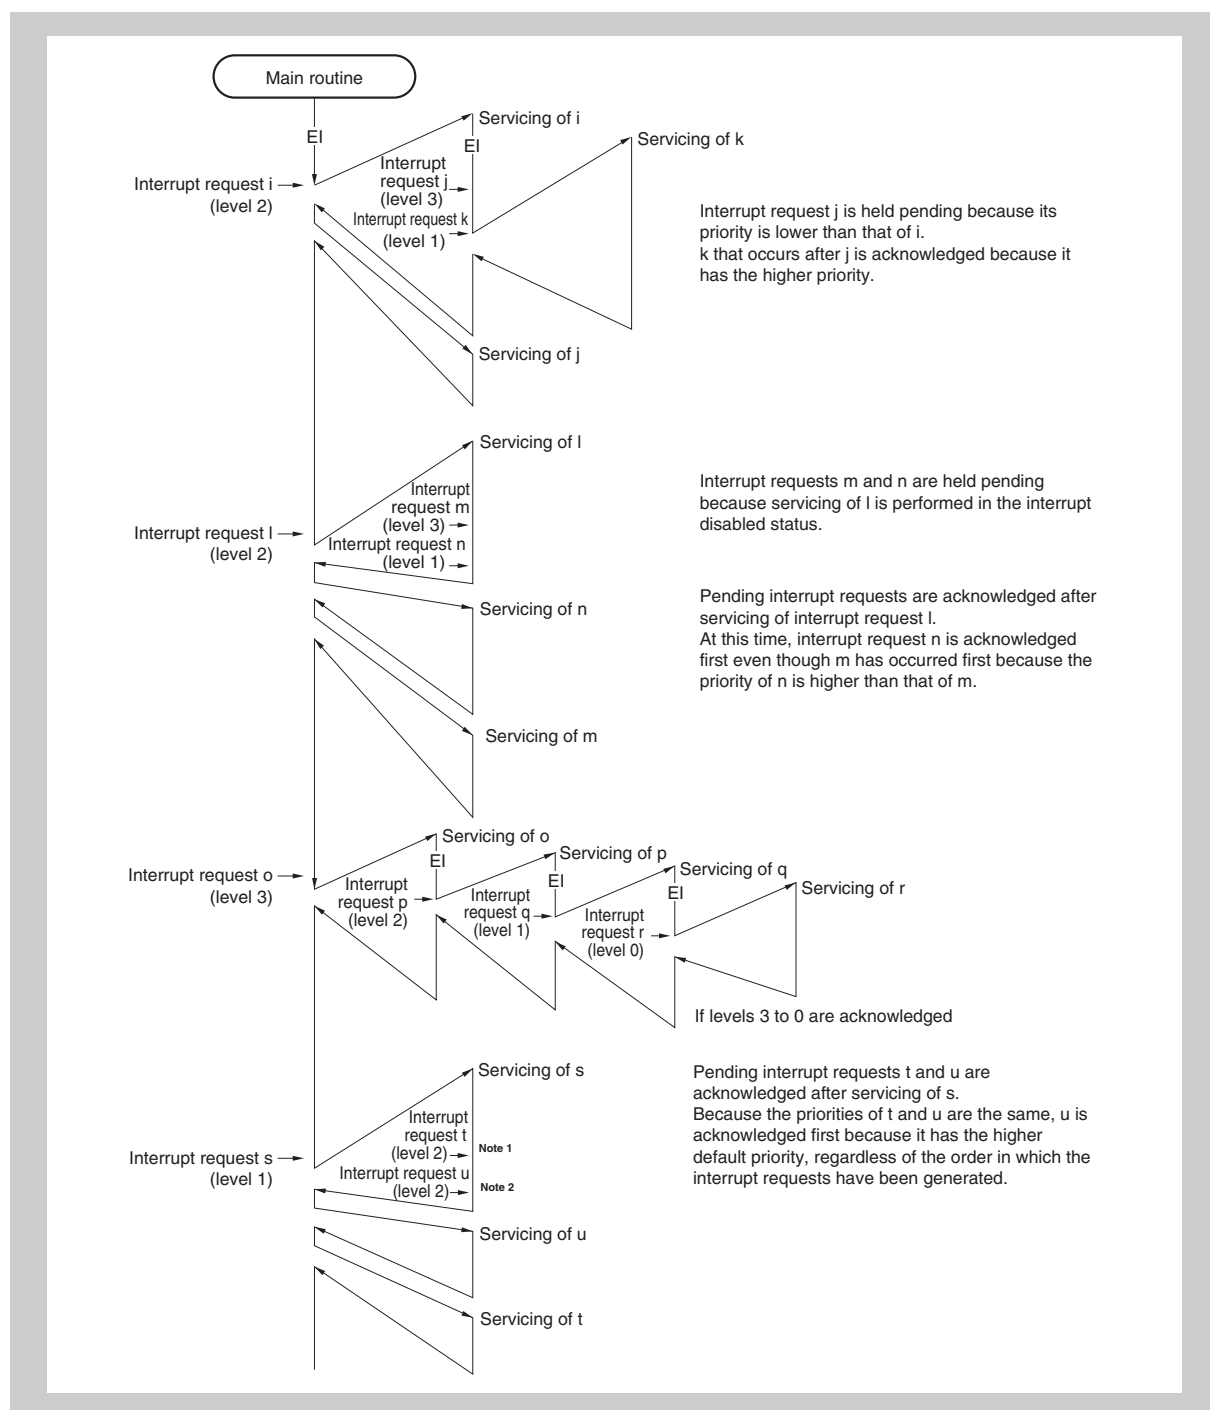 Main routine
EI
Servicing of i
EI
Servicing of k
Interrupt request i
(level 2)
Interrupt
request j
(level 3)
Interrupt request k
(level 1)
Interrupt request j is held pending because its
priority is lower than that of i.
k that occurs after j is acknowledged because it
has the higher priority.
Servicing of j
Servicing of l
Interrupt request l
(level 2)
Interrupt
request m
(level 3)
Interrupt request n
(level 1)
Interrupt requests m and n are held pending
because servicing of l is performed in the interrupt
disabled status.
Servicing of n
Pending interrupt requests are acknowledged after
servicing of interrupt request l.
At this time, interrupt request n is acknowledged
first even though m has occurred first because the
priority of n is higher than that of m.
Servicing of m
Interrupt request o
(level 3)
Servicing of o
EI
Interrupt
request p
(level 2)
Servicing of p
EI
Interrupt
request q
(level 1)
Servicing of q
EI
Interrupt
request r
(level 0)
Servicing of r
If levels 3 to 0 are acknowledged
Servicing of s
Interrupt request s
(level 1)
Interrupt
request t
(level 2)
Note 1
Interrupt request u
(level 2)
Note 2
Pending interrupt requests t and u are
acknowledged after servicing of s.
Because the priorities of t and u are the same, u is
acknowledged first because it has the higher
default priority, regardless of the order in which the
interrupt requests have been generated.
Servicing of u
Servicing of t